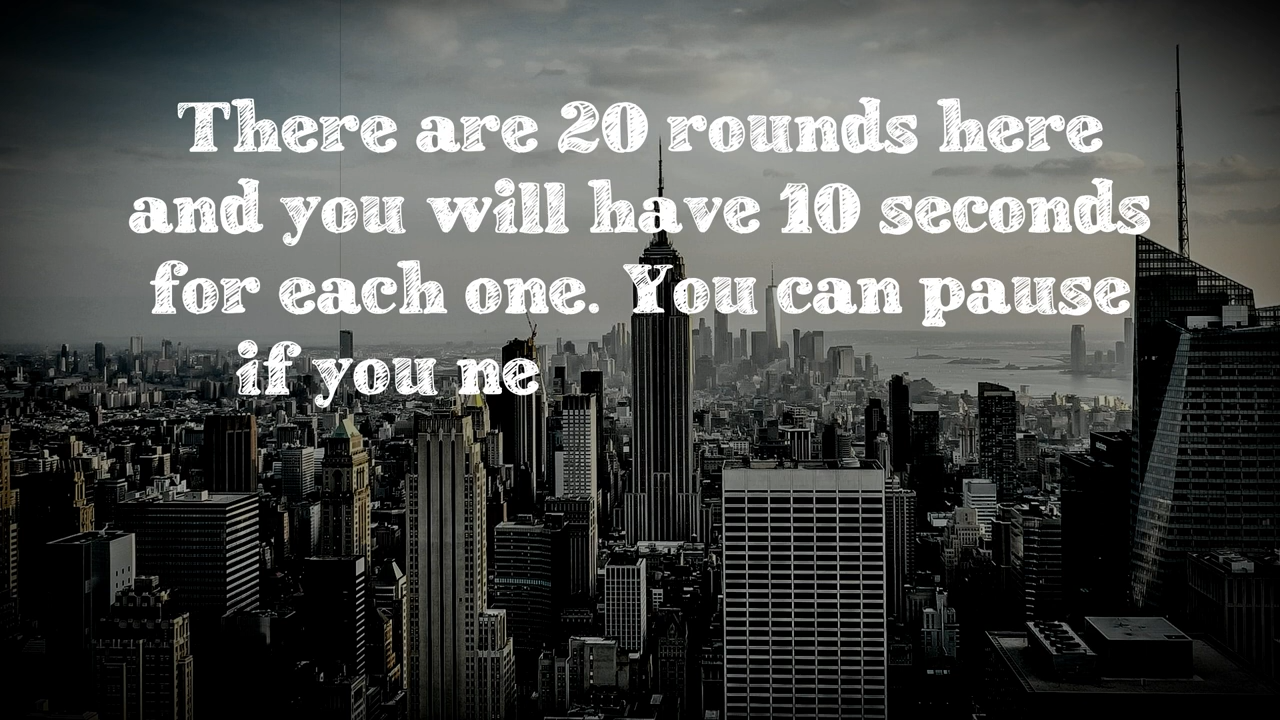 There are 20 rounds here
and you will have 10 seconds
for each one. You can pause
if you ne